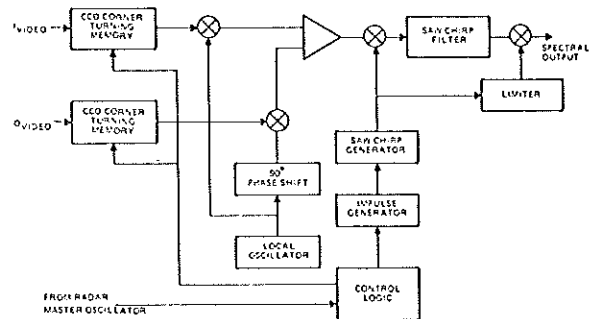 I VIDEO
CCD CORNER
TURNING
MEMORY
SAW CHIRP
FILTER
SPECTRAL
OUTPUT
LIMITER
Q VIDEO
CCD CORNER
TURNING
MEMORY
SAW CHIRP
GENERATOR
90°
PHASE SHIFT
IMPULSE
GENERATOR
LOCAL
OSCILLATOR
CONTROL
LOGIC
FROM RADAR
MASTER OSCILLATOR